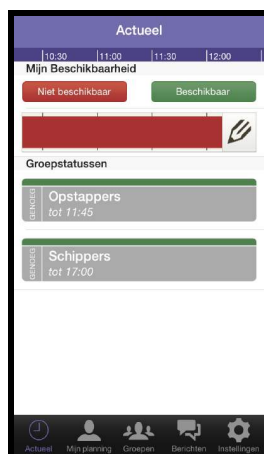 Actueel
10:30 11:00 11:30 12:00
Mijn Beschikbaarheid
Niet beschikbaar Beschikbaar
Groepstatussen
GENOEG
Opstappers
tot 11:45
GENOEG
Schippers
tot 17:00
Actueel Mijn planning Groepen Berichten Instellingen